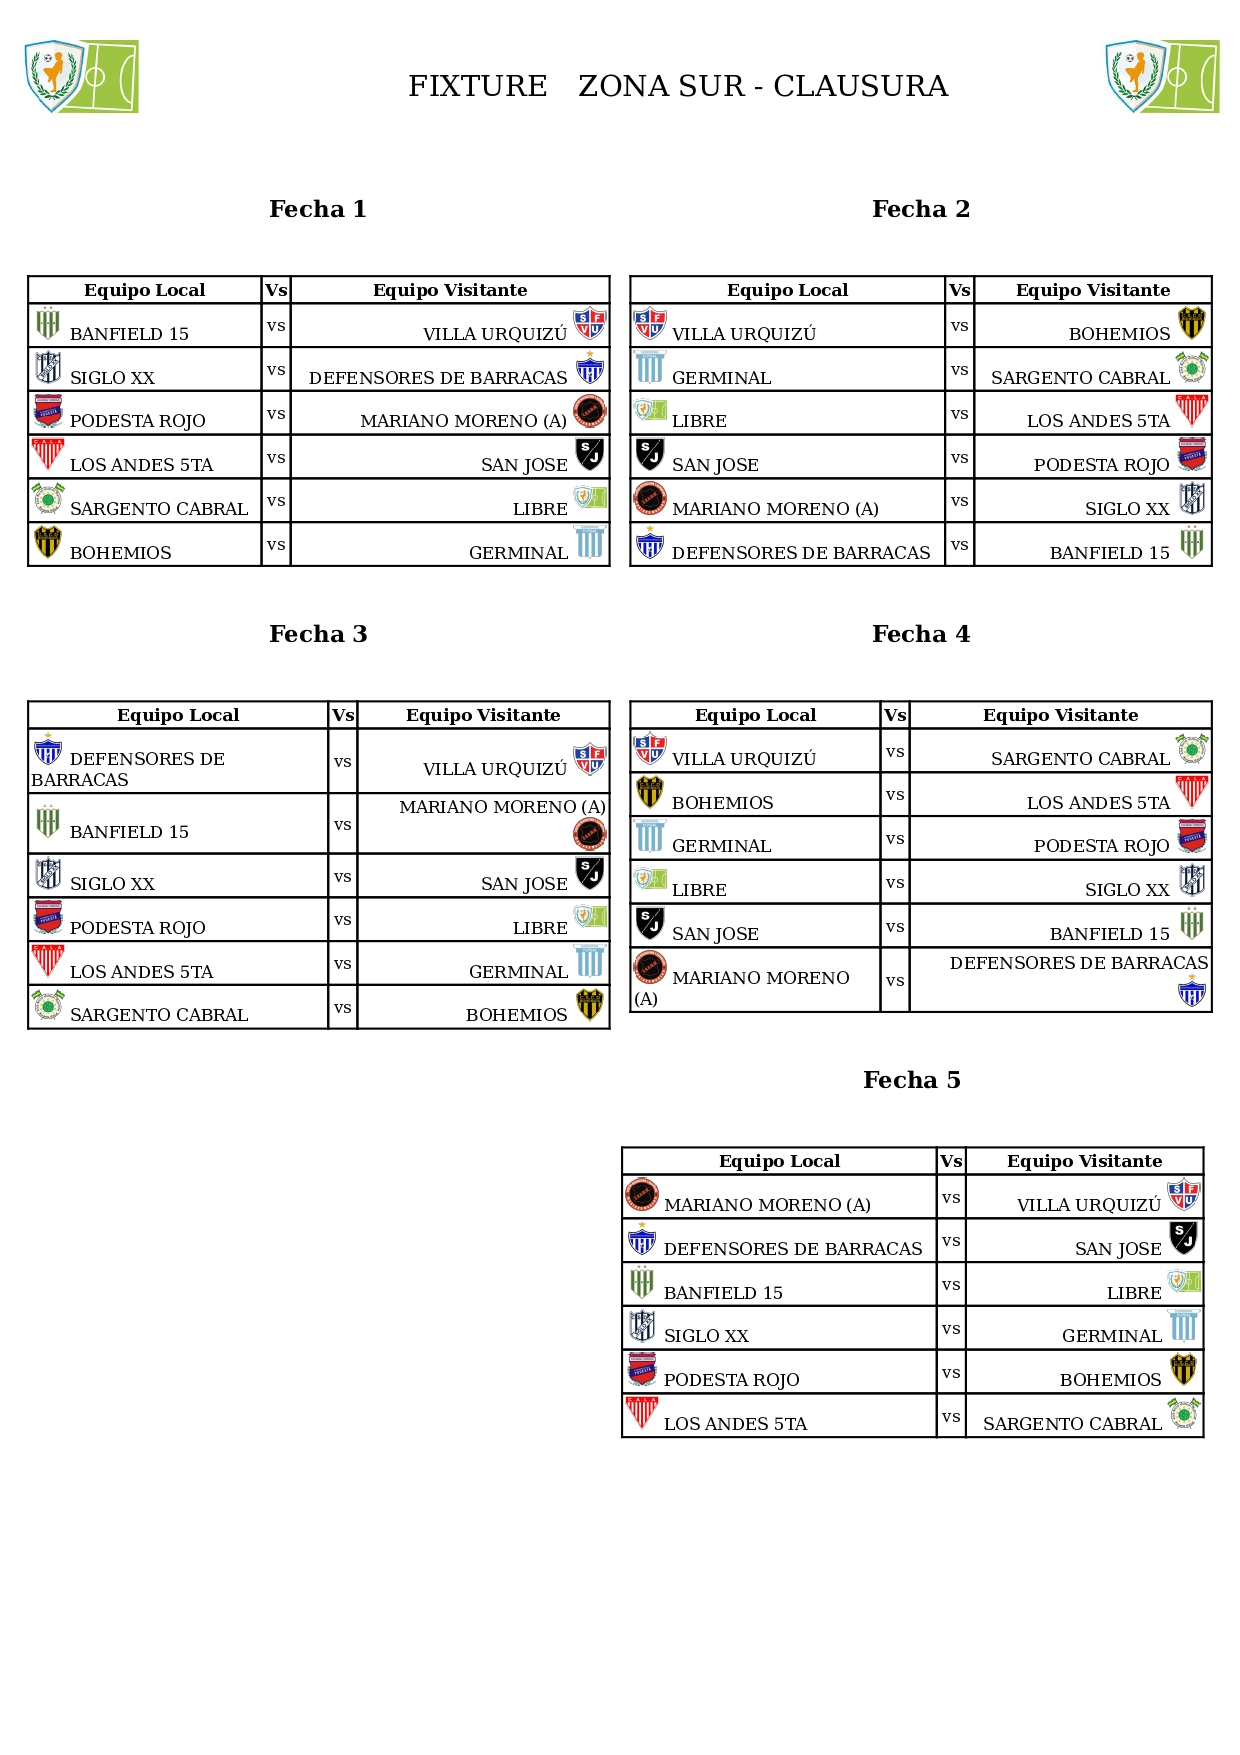 FIXTURE ZONA SUR - CLAUSURA
Fecha 1
Equipo Local Vs Equipo Visitante
BANFIELD 15 vs VILLA URQUIZÚ
SIGLO XX vs DEFENSORES DE BARRACAS
PODESTA ROJO vs MARIANO MORENO (A)
LOS ANDES 5TA vs SAN JOSE
SARGENTO CABRAL vs LIBRE
BOHEMIOS vs GERMINAL
Fecha 2
Equipo Local Vs Equipo Visitante
VILLA URQUIZÚ vs BOHEMIOS
GERMINAL vs SARGENTO CABRAL
LIBRE vs LOS ANDES 5TA
SAN JOSE vs PODESTA ROJO
MARIANO MORENO (A) vs SIGLO XX
DEFENSORES DE BARRACAS vs BANFIELD 15
Fecha 3
Equipo Local Vs Equipo Visitante
DEFENSORES DE
BARRACAS vs VILLA URQUIZÚ
BANFIELD 15 vs MARIANO MORENO (A)
SIGLO XX vs SAN JOSE
PODESTA ROJO vs LIBRE
LOS ANDES 5TA vs GERMINAL
SARGENTO CABRAL vs BOHEMIOS
Fecha 4
Equipo Local Vs Equipo Visitante
VILLA URQUIZÚ vs SARGENTO CABRAL
BOHEMIOS vs LOS ANDES 5TA
GERMINAL vs PODESTA ROJO
LIBRE vs SIGLO XX
SAN JOSE vs BANFIELD 15
MARIANO MORENO
(A) vs DEFENSORES DE BARRACAS
Fecha 5
Equipo Local Vs Equipo Visitante
MARIANO MORENO (A) vs VILLA URQUIZÚ
DEFENSORES DE BARRACAS vs SAN JOSE
BANFIELD 15 vs LIBRE
SIGLO XX vs GERMINAL
PODESTA ROJO vs BOHEMIOS
LOS ANDES 5TA vs SARGENTO CABRAL